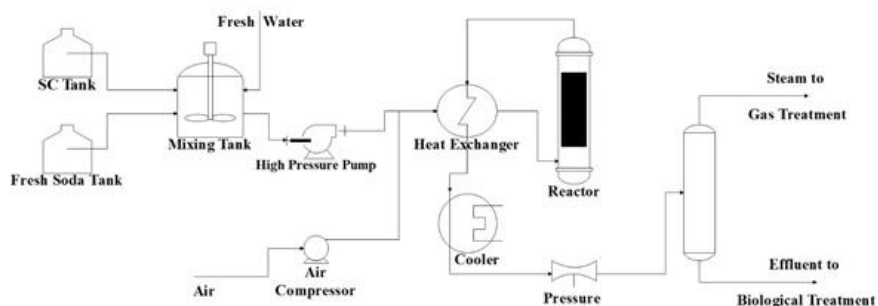 Fresh Water
SC Tank
Mixing Tank
Fresh Soda Tank
High Pressure Pump
Heat Exchanger
Reactor
Steam to
Gas Treatment
Cooler
Air
Air
Compressor
Pressure
Effluent to
Biological Treatment